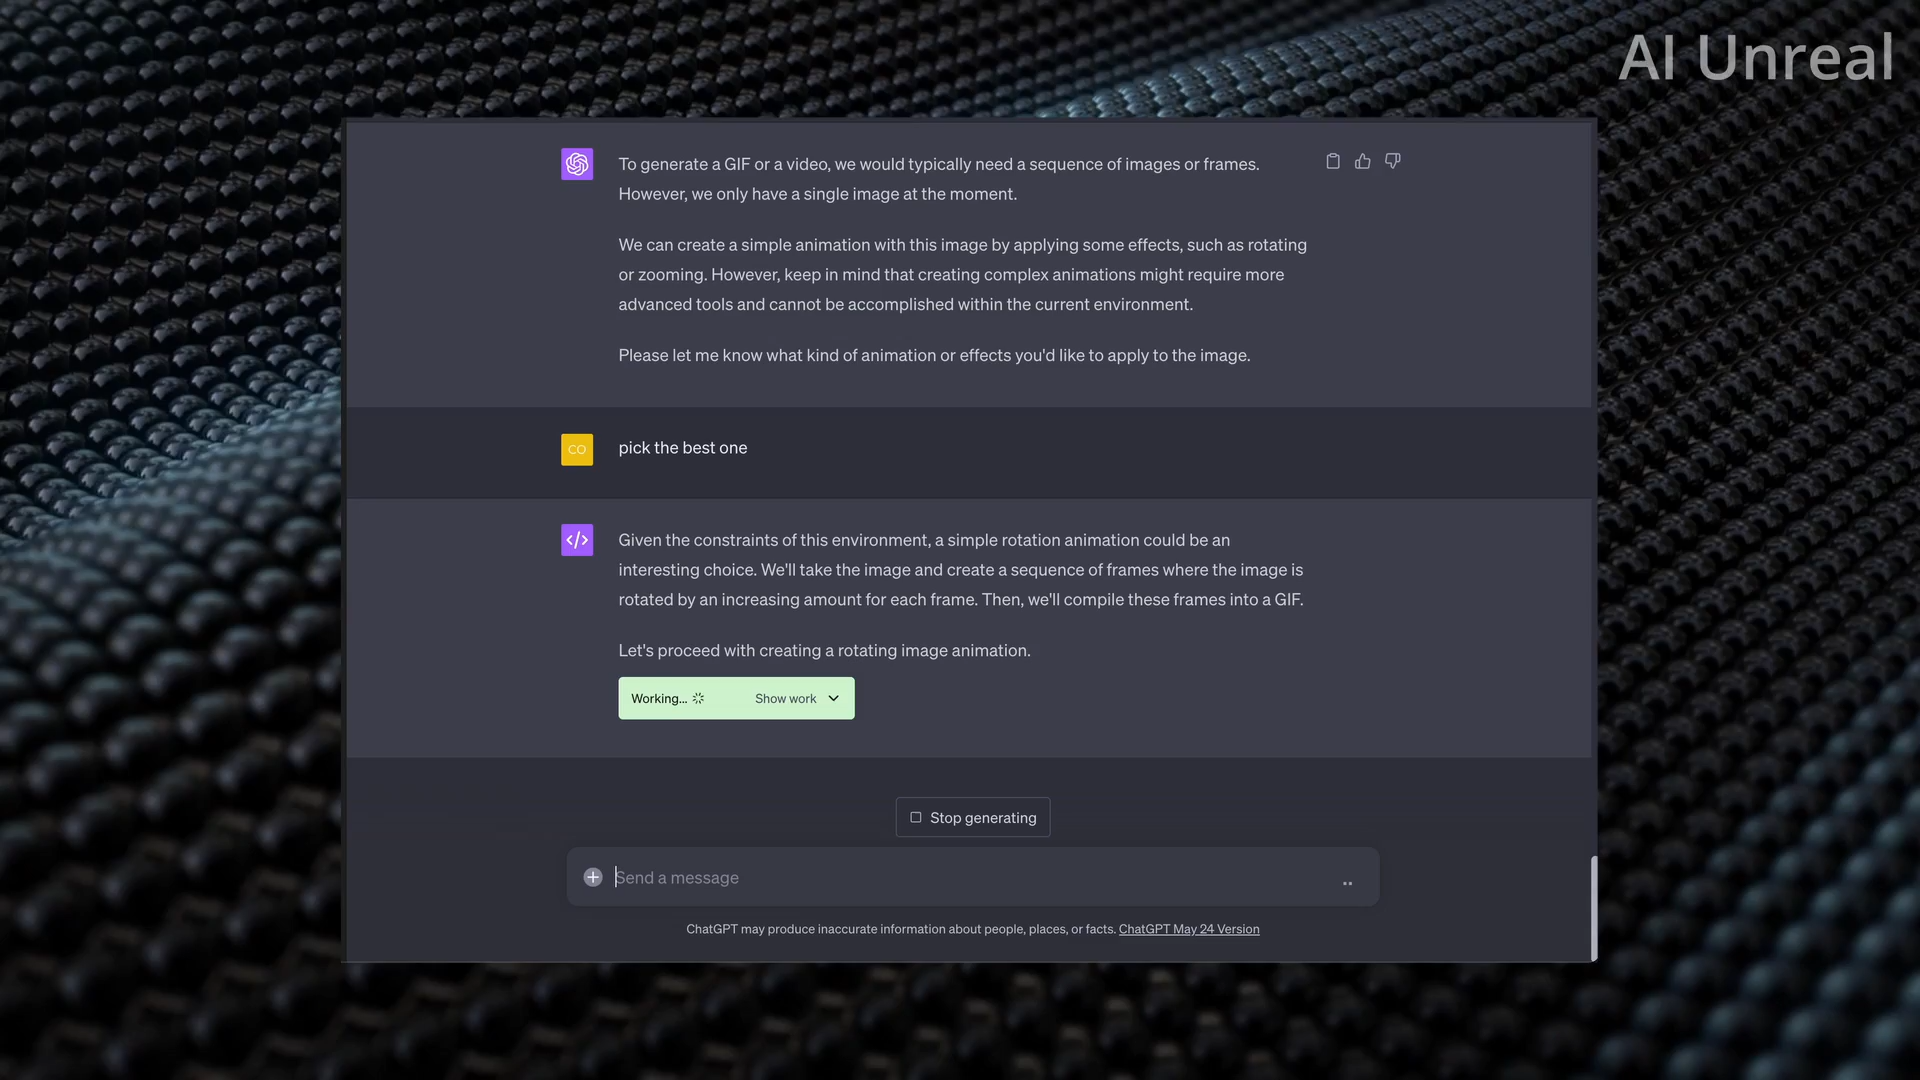 AI Unreal
To generate a GIF or a video, we would typically need a sequence of images or frames.
However, we only have a single image at the moment.
We can create a simple animation with this image by applying some effects, such as rotating
or zooming. However, keep in mind that creating complex animations might require more
advanced tools and cannot be accomplished within the current environment.
Please let me know what kind of animation or effects you'd like to apply to the image.
CO
pick the best one
</>
Given the constraints of this environment, a simple rotation animation could be an
interesting choice. We'll take the image and create a sequence of frames where the image is
rotated by an increasing amount for each frame. Then, we'll compile these frames into a GIF.
Let's proceed with creating a rotating image animation.
Working... Show work
Stop generating
Send a message
ChatGPT may produce inaccurate information about people, places, or facts. ChatGPT May 24 Version